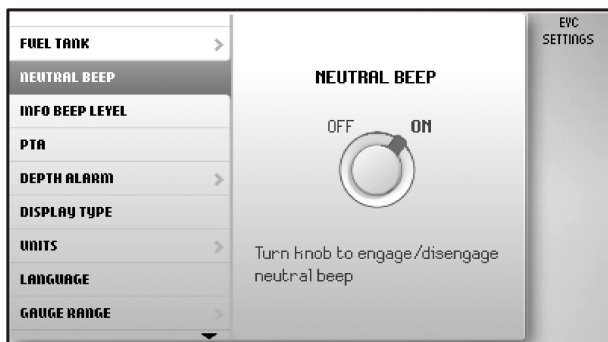 FUEL TANK
NEUTRAL BEEP
INFO BEEP LEVEL
PTA
DEPTH ALARM
DISPLAY TYPE
UNITS
LANGUAGE
GAUGE RANGE
NEUTRAL BEEP
OFF ON
Turn knob to engage/disengage
neutral beep
EVC
SETTINGS